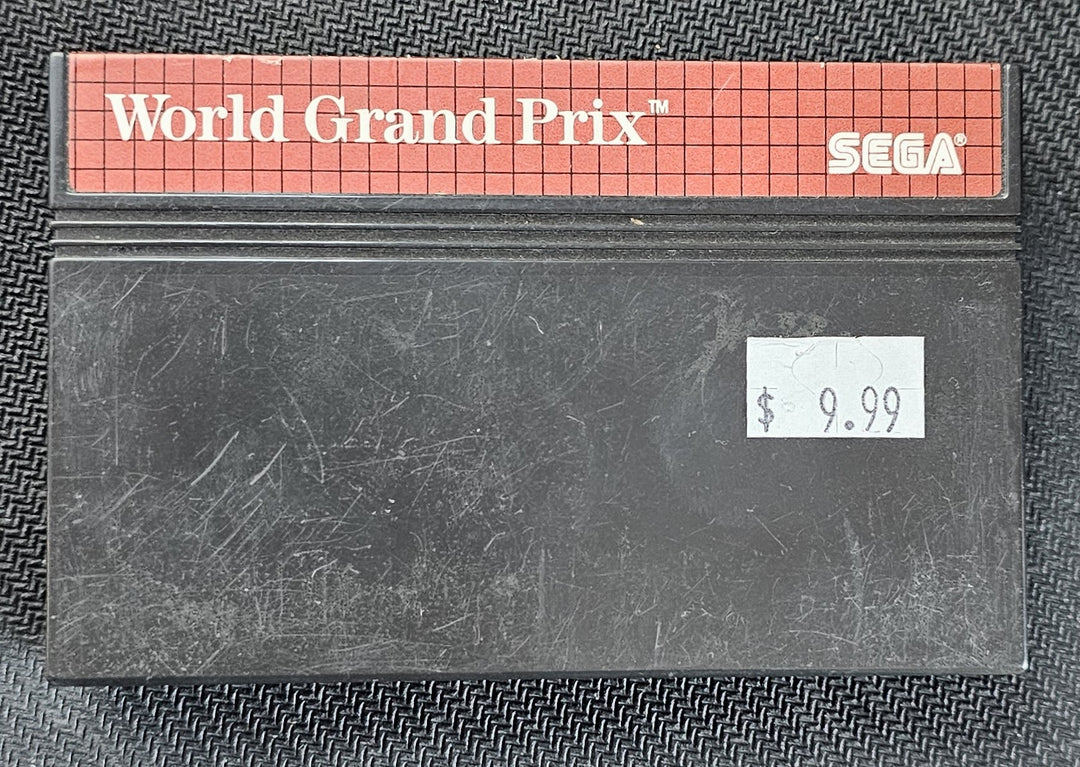 World Grand Prix™
SEGA®
$ 9.99